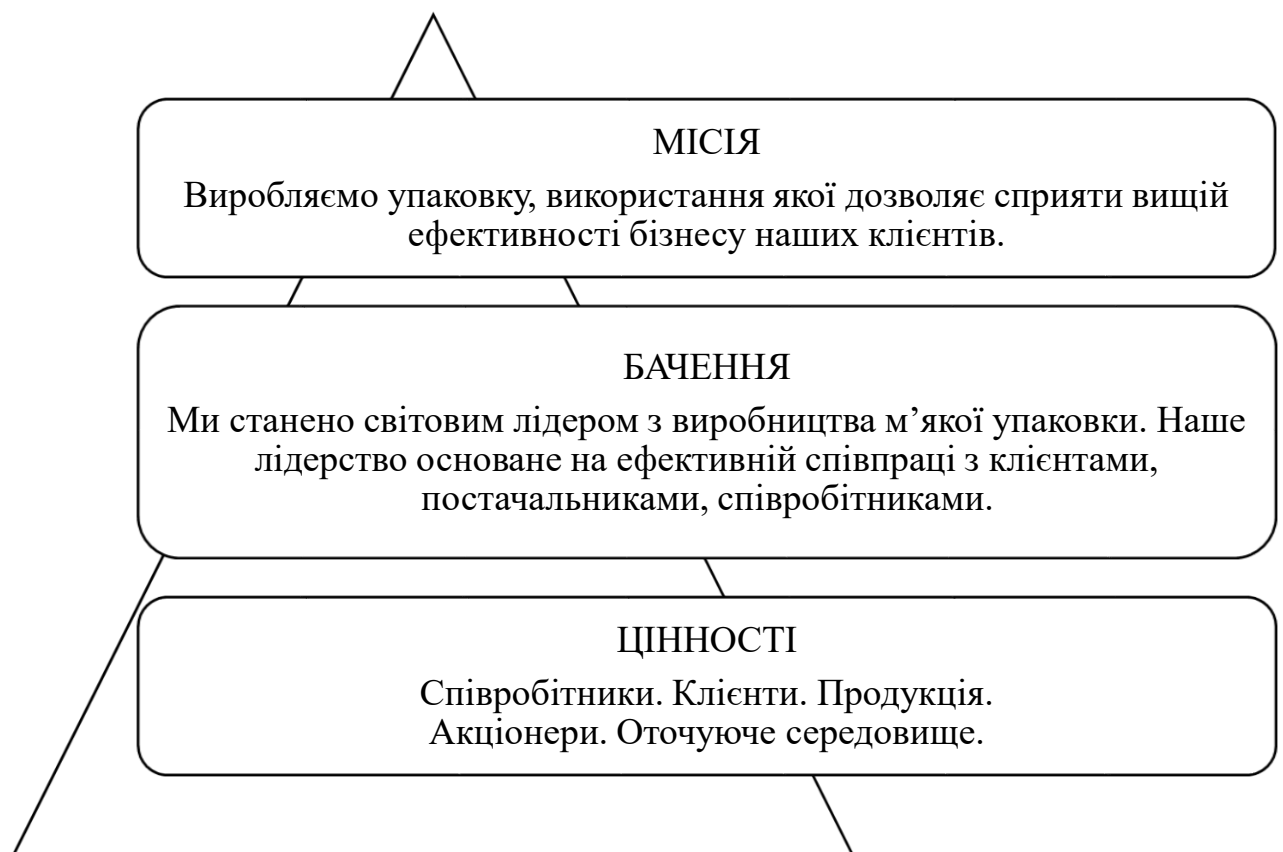 МІСІЯ
Виробляємо упаковку, використання якої дозволяє сприяти вищій
ефективності бізнесу наших клієнтів.
БАЧЕННЯ
Ми станено світовим лідером з виробництва м’якої упаковки. Наше
лідерство основане на ефективній співпраці з клієнтами,
постачальниками, співробітниками.
ЦІННОСТІ
Співробітники. Клієнти. Продукція.
Акціонери. Оточуюче середовище.